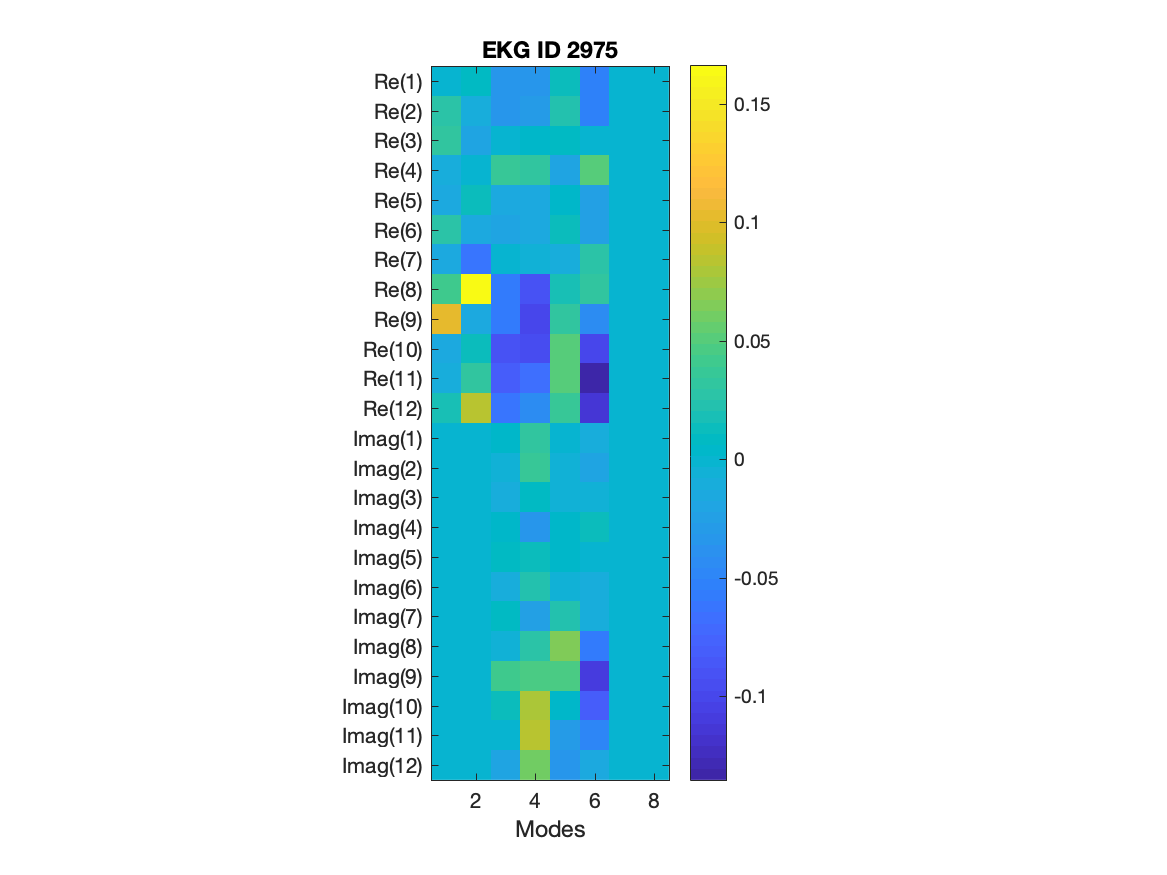 EKG ID 2975
Re(1)
Re(2)
Re(3)
Re(4)
Re(5)
Re(6)
Re(7)
Re(8)
Re(9)
Re(10)
Re(11)
Re(12)
Imag(1)
Imag(2)
Imag(3)
Imag(4)
Imag(5)
Imag(6)
Imag(7)
Imag(8)
Imag(9)
Imag(10)
Imag(11)
Imag(12)
2 4 6 8
Modes
0.15
0.1
0.05
0
-0.05
-0.1